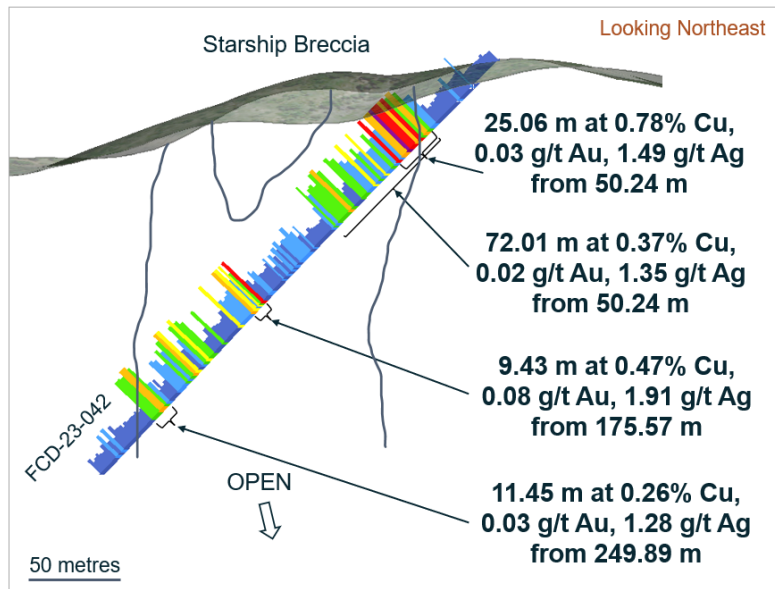 Starship Breccia
Looking Northeast
25.06 m at 0.78% Cu,
0.03 g/t Au, 1.49 g/t Ag
from 50.24 m
72.01 m at 0.37% Cu,
0.02 g/t Au, 1.35 g/t Ag
from 50.24 m
9.43 m at 0.47% Cu,
0.08 g/t Au, 1.91 g/t Ag
from 175.57 m
FCD-23-042
OPEN
11.45 m at 0.26% Cu,
0.03 g/t Au, 1.28 g/t Ag
from 249.89 m
50 metres